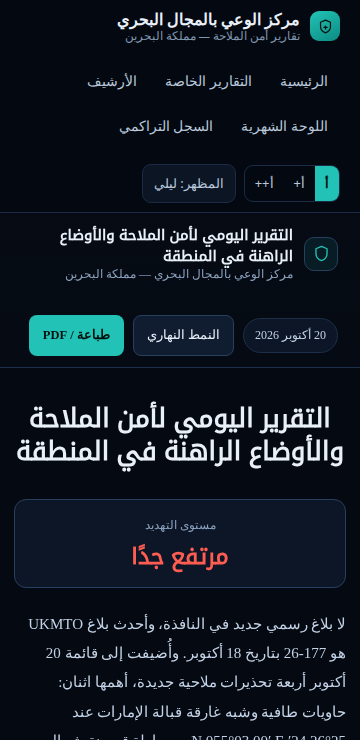 مركز الوعي بالمجال البحري
تقارير أمن الملاحة — مملكة البحرين
الرئيسية
التقارير الخاصة
الأرشيف
اللوحة الشهرية
السجل التراكمي
أ
أ+
أ++
المظهر: ليلي
التقرير اليومي لأمن الملاحة والأوضاع
الراهنة في المنطقة
مركز الوعي بالمجال البحري — مملكة البحرين
20 أكتوبر 2026
النمط النهاري
طباعة / PDF
التقرير اليومي لأمن الملاحة
والأوضاع الراهنة في المنطقة
مستوى التهديد
مرتفع جدًا
لا بلاغ رسمي جديد في النافذة، وأحدث بلاغ UKMTO
هو 177-26 بتاريخ 18 أكتوبر. وأُضيفت إلى قائمة 20
أكتوبر أربعة تحذيرات ملاحية جديدة، أهمها اثنان:
حاويات طافية وشبه غارقة قبالة الإمارات عند